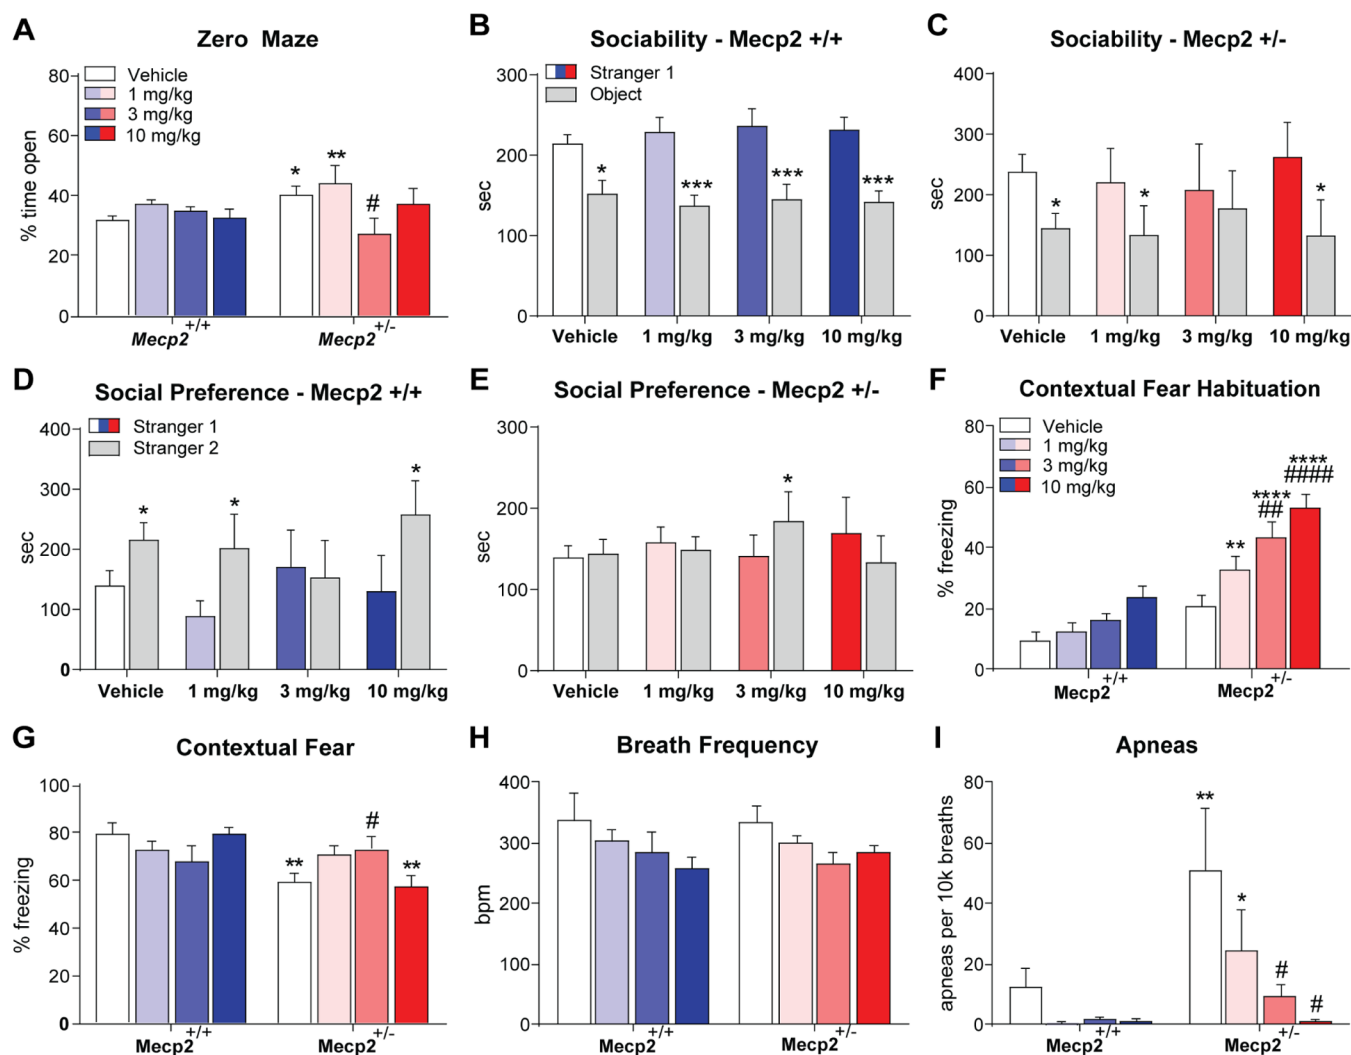 A
Zero Maze
% time open
80
60
40
20
0
Vehicle
1 mg/kg
3 mg/kg
10 mg/kg
*
**
#
Mecp2 +/+
Mecp2 +/-
B
Sociability - Mecp2 +/+
sec
300
200
100
0
Stranger 1
Object
*
***
***
***
Vehicle
1 mg/kg
3 mg/kg
10 mg/kg
C
Sociability - Mecp2 +/-
sec
400
300
200
100
0
*
*
*
Vehicle
1 mg/kg
3 mg/kg
10 mg/kg
D
Social Preference - Mecp2 +/+
sec
400
300
200
100
0
Stranger 1
Stranger 2
*
*
*
Vehicle
1 mg/kg
3 mg/kg
10 mg/kg
E
Social Preference - Mecp2 +/-
sec
300
200
100
0
*
Vehicle
1 mg/kg
3 mg/kg
10 mg/kg
F
Contextual Fear Habituation
% freezing
80
60
40
20
0
Vehicle
1 mg/kg
3 mg/kg
10 mg/kg
**
****
##
****
####
Mecp2 +/+
Mecp2 +/-
G
Contextual Fear
% freezing
100
80
60
40
20
0
**
#
**
Mecp2 +/+
Mecp2 +/-
H
Breath Frequency
bpm
400
300
200
100
0
Mecp2 +/+
Mecp2 +/-
I
Apneas
apneas per 10k breaths
80
60
40
20
0
**
*
#
#
Mecp2 +/+
Mecp2 +/-